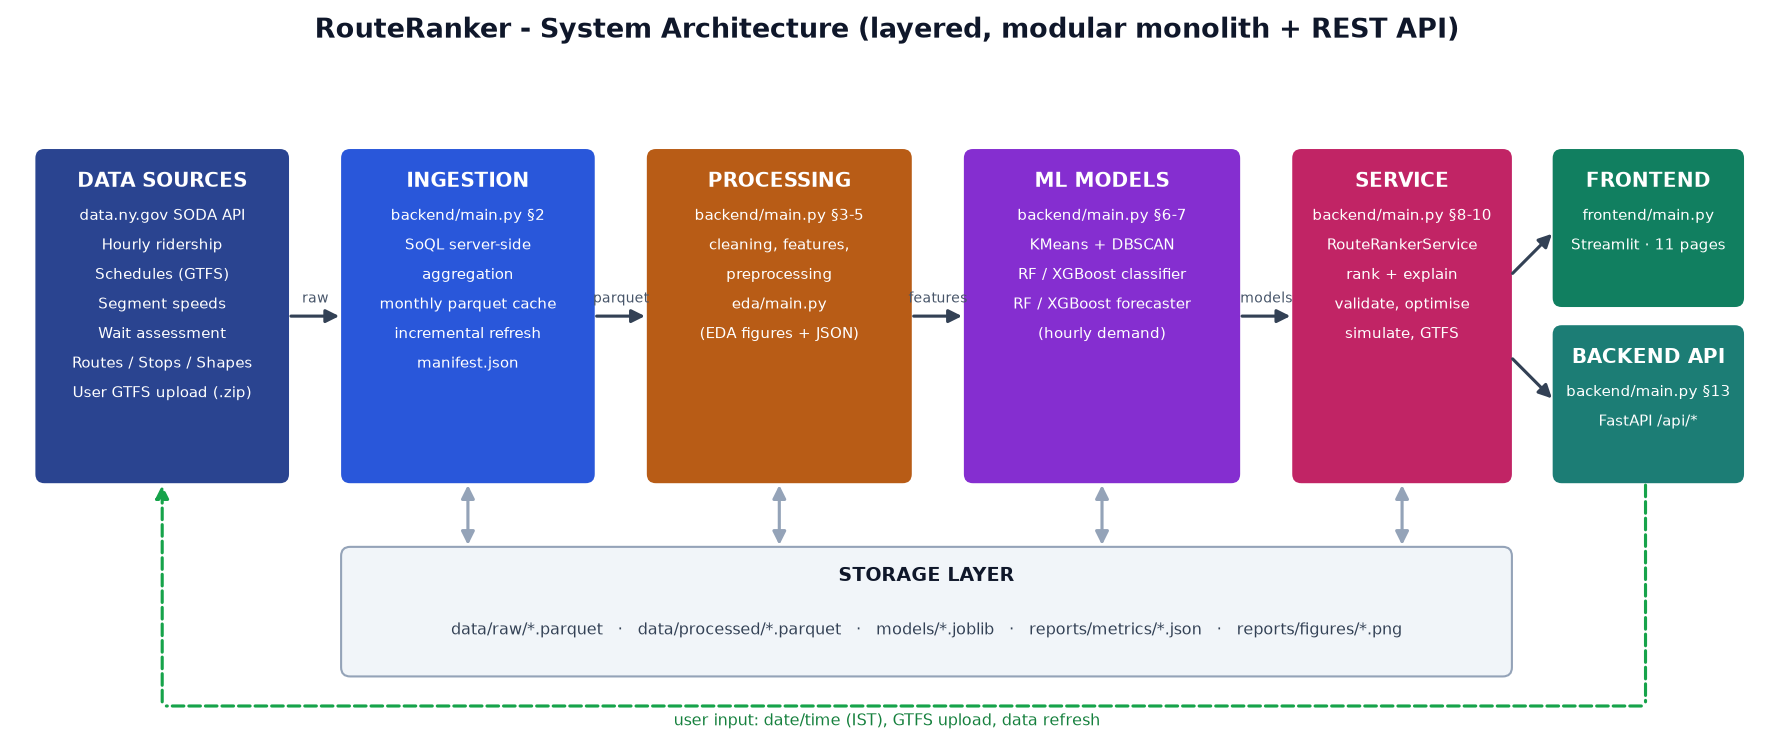 RouteRanker - System Architecture (layered, modular monolith + REST API)
DATA SOURCES
data.ny.gov SODA API
Hourly ridership
Schedules (GTFS)
Segment speeds
Wait assessment
Routes / Stops / Shapes
User GTFS upload (.zip)
raw
INGESTION
backend/main.py §2
SoQL server-side
aggregation
monthly parquet cache
incremental refresh
manifest.json
parquet
PROCESSING
backend/main.py §3-5
cleaning, features,
preprocessing
eda/main.py
(EDA figures + JSON)
features
ML MODELS
backend/main.py §6-7
KMeans + DBSCAN
RF / XGBoost classifier
RF / XGBoost forecaster
(hourly demand)
models
SERVICE
backend/main.py §8-10
RouteRankerService
rank + explain
validate, optimise
simulate, GTFS
FRONTEND
frontend/main.py
Streamlit · 11 pages
BACKEND API
backend/main.py §13
FastAPI /api/*
STORAGE LAYER
data/raw/*.parquet · data/processed/*.parquet · models/*.joblib · reports/metrics/*.json · reports/figures/*.png
user input: date/time (IST), GTFS upload, data refresh